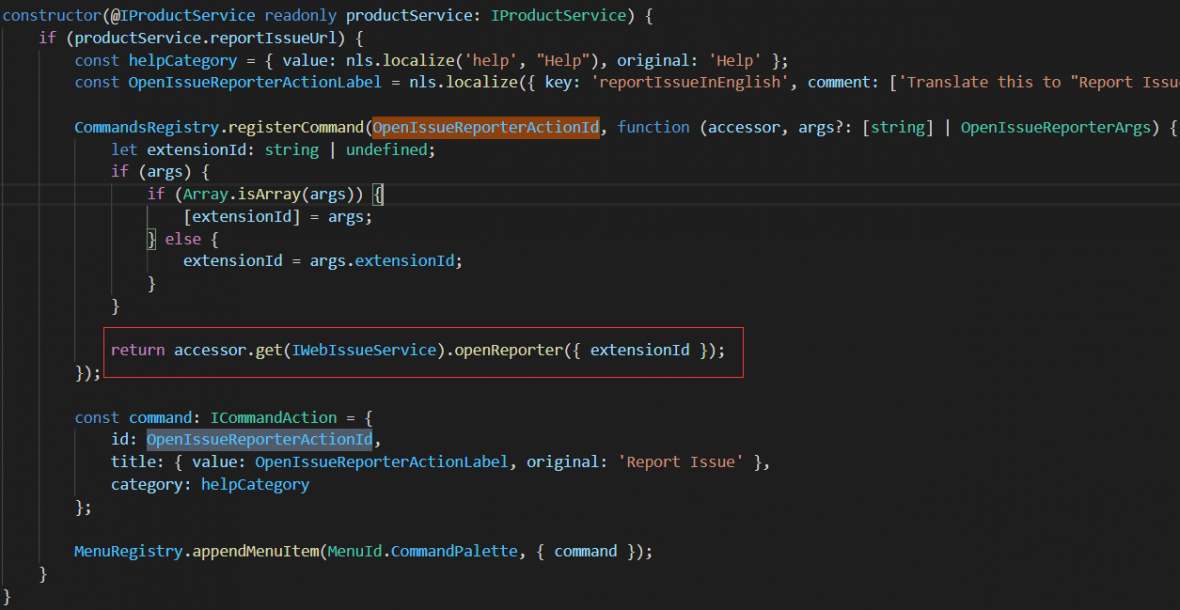 constructor(@IProductService readonly productService: IProductService) {
if (productService.reportIssueUrl) {
const helpCategory = { value: nls.localize('help', "Help"), original: 'Help' };
const OpenIssueReporterActionLabel = nls.localize({ key: 'reportIssueInEnglish', comment: ['Translate this to "Report Issu
CommandsRegistry.registerCommand(OpenIssueReporterActionId, function (accessor, args?: [string] | OpenIssueReporterArgs) {
let extensionId: string | undefined;
if (args) {
if (Array.isArray(args)) {
[extensionId] = args;
} else {
extensionId = args.extensionId;
}
}
return accessor.get(IWebIssueService).openReporter({ extensionId });
});
const command: ICommandAction = {
id: OpenIssueReporterActionId,
title: { value: OpenIssueReporterActionLabel, original: 'Report Issue' },
category: helpCategory
};
MenuRegistry.appendMenuItem(MenuId.CommandPalette, { command });
}
}